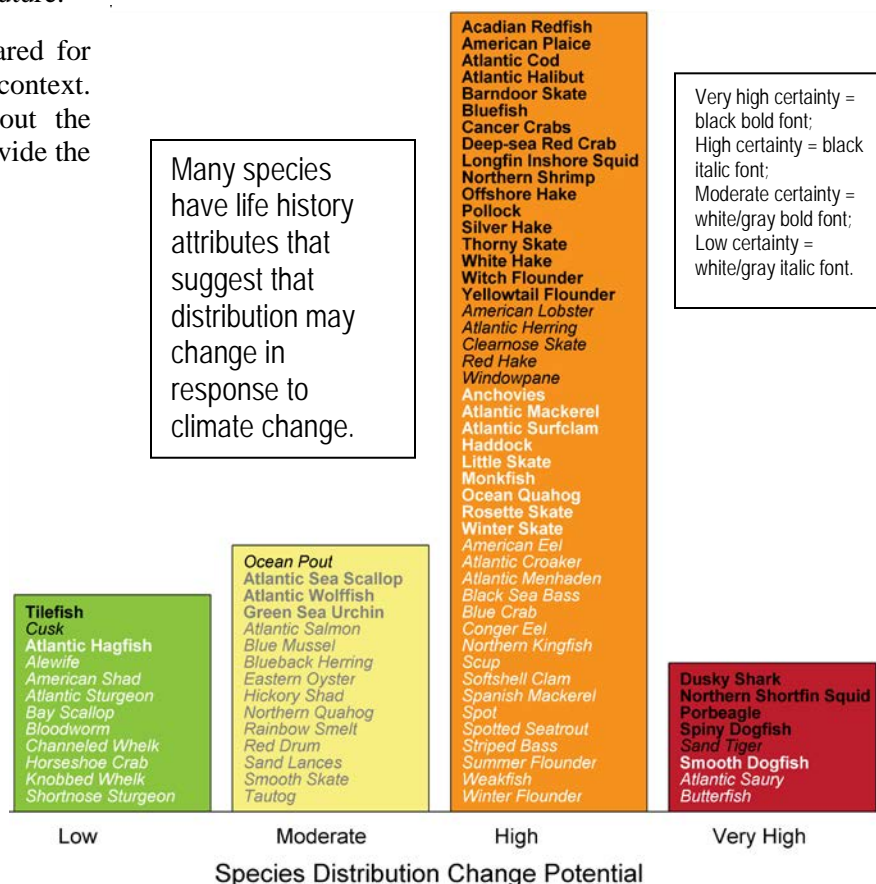 uture.
ared for
context.
out the
vide the
Many species
have life history
attributes that
suggest that
distribution may
change in
response to
climate change.
Very high certainty =
black bold font;
High certainty = black
italic font;
Moderate certainty =
white/gray bold font;
Low certainty =
white/gray italic font.
Tilefish
Cusk
Atlantic Hagfish
Alewife
American Shad
Atlantic Sturgeon
Bay Scallop
Bloodworm
Channeled Whelk
Horseshoe Crab
Knobbed Whelk
Shortnose Sturgeon
Ocean Pout
Atlantic Sea Scallop
Atlantic Wolffish
Green Sea Urchin
Atlantic Salmon
Blue Mussel
Blueback Herring
Eastern Oyster
Hickory Shad
Northern Quahog
Rainbow Smelt
Red Drum
Sand Lances
Smooth Skate
Tautog
Acadian Redfish
American Plaice
Atlantic Cod
Atlantic Halibut
Barndoor Skate
Bluefish
Cancer Crabs
Deep-sea Red Crab
Longfin Inshore Squid
Northern Shrimp
Offshore Hake
Pollock
Silver Hake
Thorny Skate
White Hake
Witch Flounder
Yellowtail Flounder
American Lobster
Atlantic Herring
Clearnose Skate
Red Hake
Windowpane
Anchovies
Atlantic Mackerel
Atlantic Surfclam
Haddock
Little Skate
Monkfish
Ocean Quahog
Rosette Skate
Winter Skate
American Eel
Atlantic Croaker
Atlantic Menhaden
Black Sea Bass
Blue Crab
Conger Eel
Northern Kingfish
Scup
Softshell Clam
Spanish Mackerel
Spot
Spotted Seatrout
Striped Bass
Summer Flounder
Weakfish
Winter Flounder
Dusky Shark
Northern Shortfin Squid
Porbeagle
Spiny Dogfish
Sand Tiger
Smooth Dogfish
Atlantic Saury
Butterfish
Low Moderate High Very High
Species Distribution Change Potential